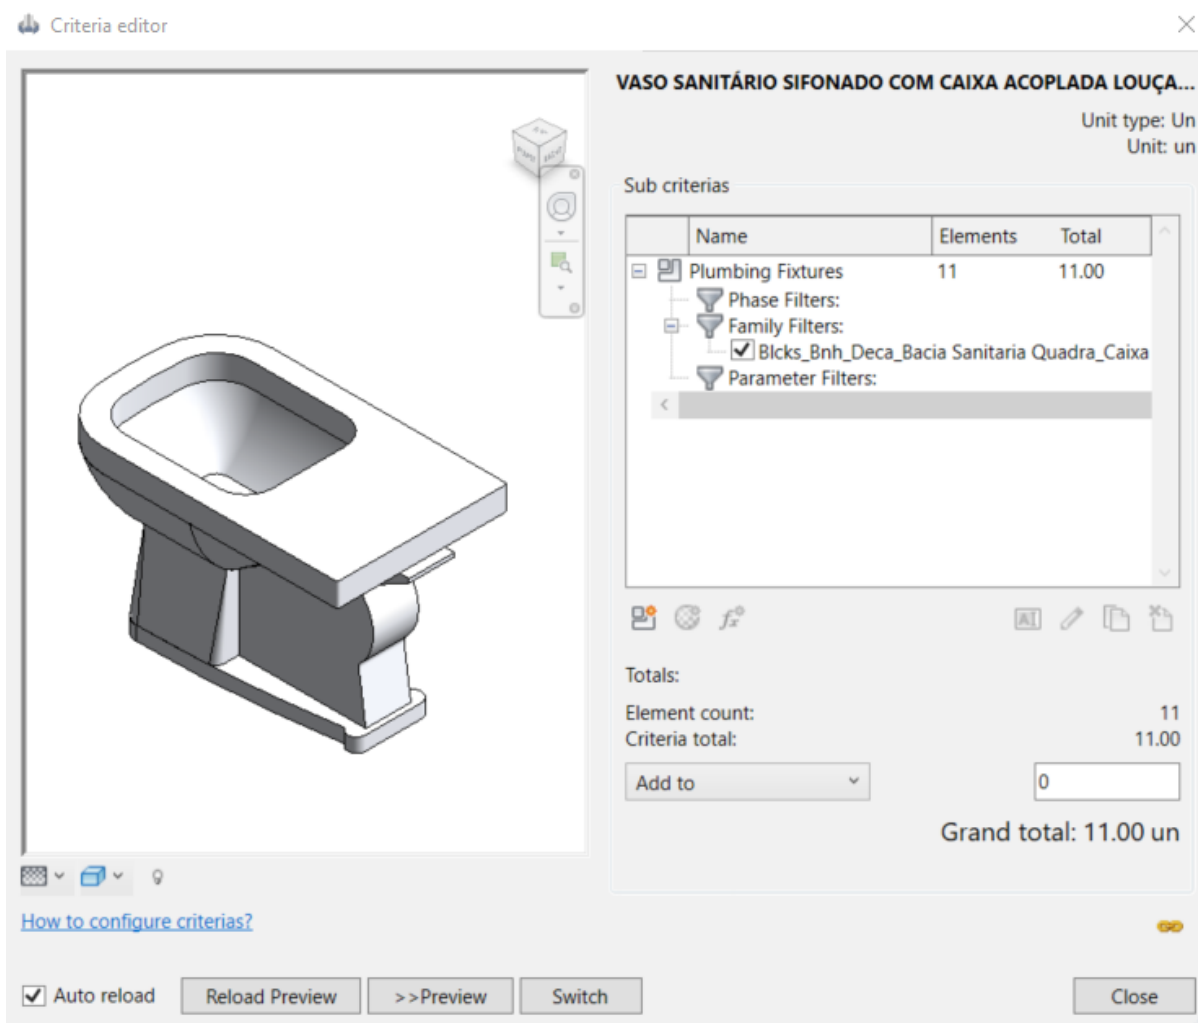 Criteria editor
VASO SANITÁRIO SIFONADO COM CAIXA ACOPLADA LOUÇA...
Unit type: Un
Unit: un
Sub criterias
Name Elements Total
Plumbing Fixtures 11 11.00
Phase Filters:
Family Filters:
Blcks_Bnh_Deca_Bacia Sanitaria Quadra_Caixa
Parameter Filters:
Totals:
Element count: 11
Criteria total: 11.00
Add to 0
Grand total: 11.00 un
How to configure criterias?
Auto reload Reload Preview >>Preview Switch Close